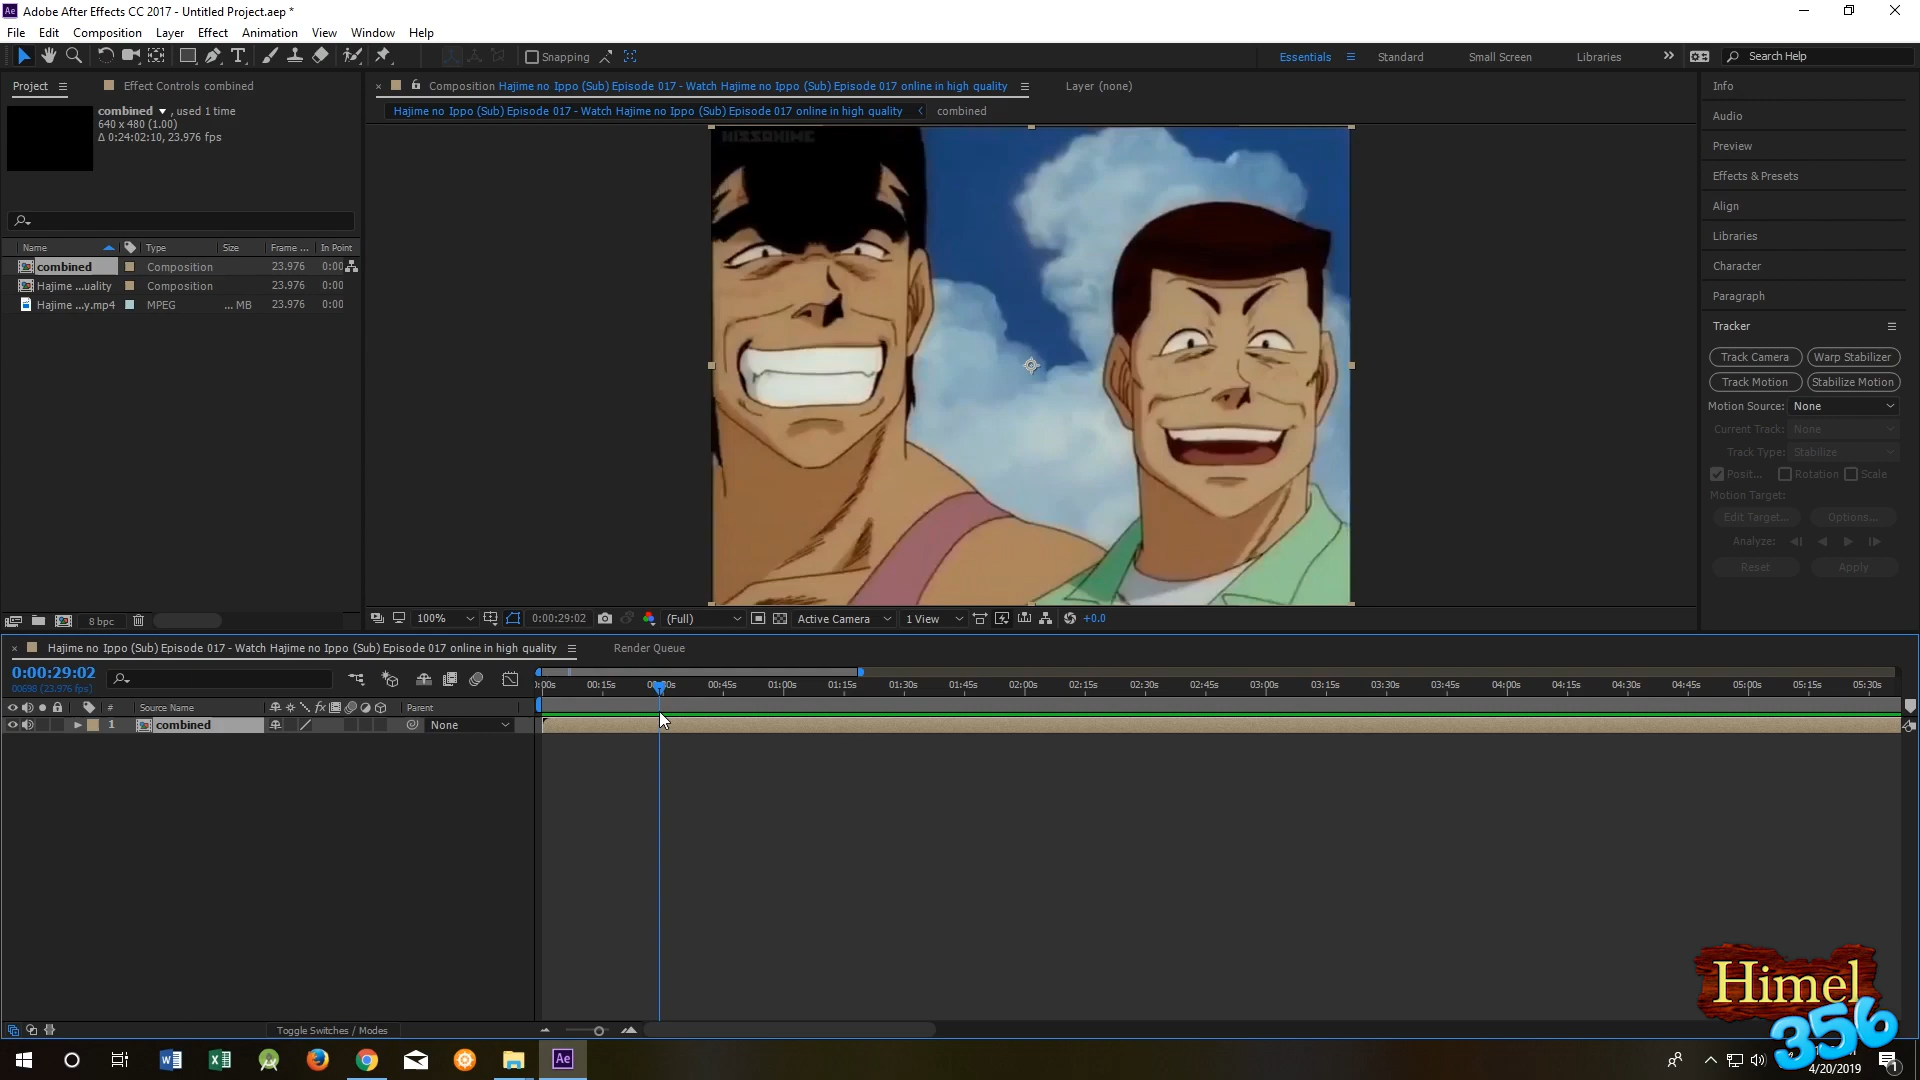 Adobe After Effects CC 2017 - Untitled Project.aep *
File Edit Composition Layer Effect Animation View Window Help
Snapping
Essentials Standard Small Screen Libraries Search Help
Project Effect Controls combined
Composition Hajime no Ippo (Sub) Episode 017 - Watch Hajime no Ippo (Sub) Episode 017 online in high quality Layer (none)
Hajime no Ippo (Sub) Episode 017 - Watch Hajime no Ippo (Sub) Episode 017 online in high quality combined
combined , used 1 time
640 x 480 (1.00)
Δ 0:24:02:10, 23.976 fps
Name Type Size Frame ... In Point
combined Composition 23.976 0:00
Hajime ...uality Composition 23.976 0:00
Hajime ...y.mp4 MPEG ... MB 23.976 0:00
Info
Audio
Preview
Effects & Presets
Align
Libraries
Character
Paragraph
Tracker
Track Camera Warp Stabilizer
Track Motion Stabilize Motion
Motion Source: None
Current Track: None
Track Type: Stabilize
Posit... Rotation Scale
Motion Target:
Edit Target... Options...
Analyze:
Reset Apply
8 bpc
100% 0:00:29:02 (Full) Active Camera 1 View +0.0
Hajime no Ippo (Sub) Episode 017 - Watch Hajime no Ippo (Sub) Episode 017 online in high quality Render Queue
0:00:29:02
00698 (23.976 fps)
0:00s 00:15s 00:45s 01:00s 01:15s 01:30s 01:45s 02:00s 02:15s 02:30s 02:45s 03:00s 03:15s 03:30s 03:45s 04:00s 04:15s 04:30s 04:45s 05:00s 05:15s 05:30s
# Source Name Parent
1 combined None
Toggle Switches / Modes
Himel
356
4/20/2019
1